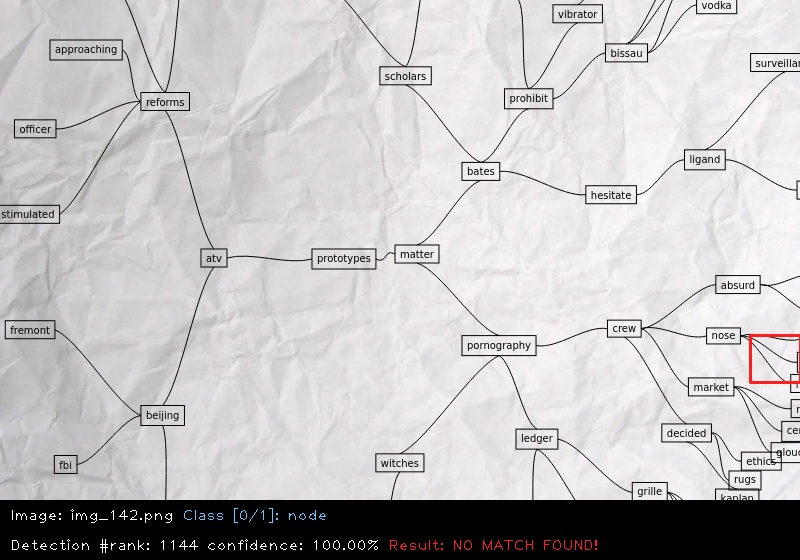 vodka
vibrator
approaching
bissau
surveillan
scholars
prohibit
reforms
officer
ligand
bates
hesitate
stimulated
matter
atv
prototypes
absurd
crew
fremont
nose
pornography
market
beijing
decided
ledger
ethics
witches
fbi
rugs
grille
kaplan
Image: img_142.png Class [0/1]: node
Detection #rank: 1144 confidence: 100.00% Result: NO MATCH FOUND!